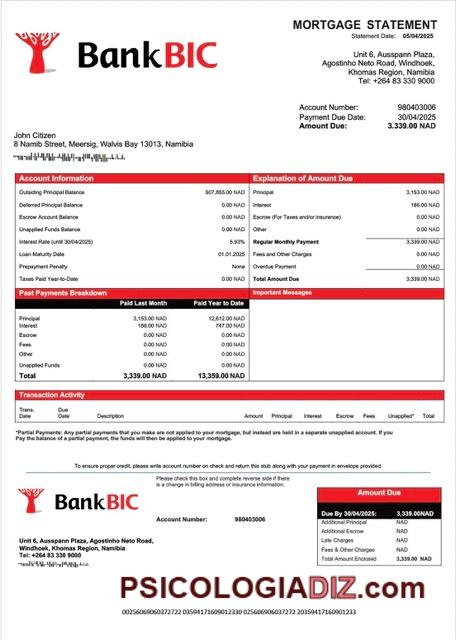 MORTGAGE STATEMENT
Statement Date: 05/04/2025
BankBIC
Unit 6, Ausspann Plaza,
Agostinho Neto Road, Windhoek,
Khomas Region, Namibia
Tel: +264 83 330 9000
Account Number: 980403006
Payment Due Date: 30/04/2025
Amount Due: 3,339.00 NAD
John Citizen
8 Namib Street, Meersig, Walvis Bay 13013, Namibia
Account Information
Outsiding Principal Balance 507,855.00 NAD
Deferred Principal Balance 0.00 NAD
Escrow Account Balance 0.00 NAD
Unapplied Funds Balance 0.00 NAD
Interest Rate (until 30/04/2025) 5.93%
Loan Maturity Date 01.01.2025
Prepayment Penalty None
Taxes Paid Year-to-Date 0.00 NAD
Explanation of Amount Due
Principal 3,153.00 NAD
Interest 186.00 NAD
Escrow (For Taxes and/or insurance) 0.00 NAD
Other 0.00 NAD
Regular Monthly Payment 3,339.00 NAD
Fees and Other Charges 0.00 NAD
Overdue Payment 0.00 NAD
Total Amount Due 3,339.00 NAD
Past Payments Breakdown
Paid Last Month Paid Year to Date
Principal 3,153.00 NAD 12,612.00 NAD
Interest 186.00 NAD 747.00 NAD
Escrow 0.00 NAD 0.00 NAD
Fees 0.00 NAD 0.00 NAD
Other 0.00 NAD 0.00 NAD
Unapplied Funds 0.00 NAD 0.00 NAD
Total 3,339.00 NAD 13,359.00 NAD
Important Messages
Transaction Activity
Trans. Date Due Date Description Amount Principal Interest Escrow Fees Unapplied* Total
*Partial Payments: Any partial payments that you make are not applied to your mortgage, but instead are held in a separate unapplied account. If you
Pay the balance of a partial payment, the funds will then be applied to your mortgage.
To ensure proper credit, please write account number on check and return this stub along with your payment in envelope provided.
Please check this box and complete reverse side if there
is a change in billing address or insurance information.
BankBIC
Account Number: 980403006
Unit 6, Ausspann Plaza, Agostinho Neto Road,
Windhoek, Khomas Region, Namibia
Tel: +264 83 330 9000
Amount Due
Due By 30/04/2025: 3,339.00NAD
Additional Principal NAD
Additional Escrow NAD
Late Charges NAD
Fees & Other Charges NAD
Total Amount Enclosed 3,339.00 NAD
PSICOLOGIADIZ.com
00256069060372722 03594171609012330 0256069060372722 20359417160901233